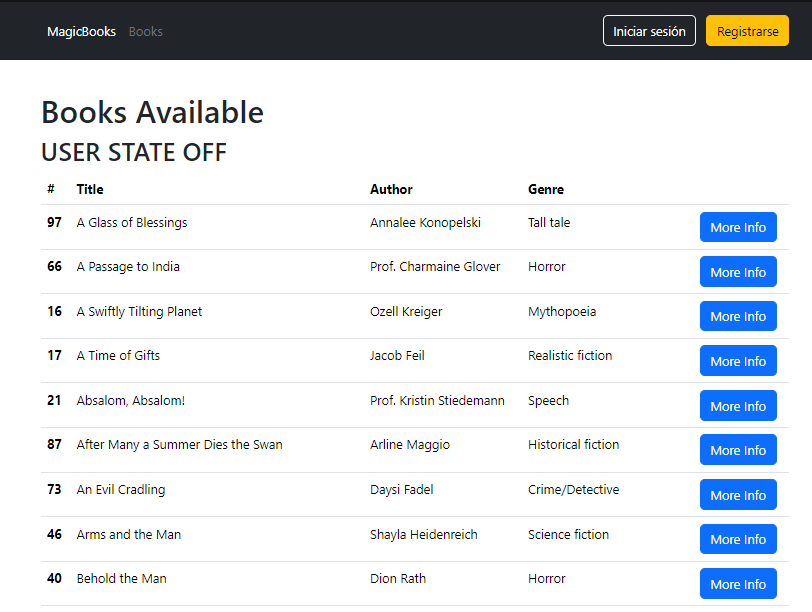 MagicBooks Books Iniciar sesión Registrarse
Books Available
USER STATE OFF
# Title Author Genre
97 A Glass of Blessings Annalee Konopelski Tall tale More Info
66 A Passage to India Prof. Charmaine Glover Horror More Info
16 A Swiftly Tilting Planet Ozell Kreiger Mythopoeia More Info
17 A Time of Gifts Jacob Feil Realistic fiction More Info
21 Absalom, Absalom! Prof. Kristin Stiedemann Speech More Info
87 After Many a Summer Dies the Swan Arline Maggio Historical fiction More Info
73 An Evil Cradling Daysi Fadel Crime/Detective More Info
46 Arms and the Man Shayla Heidenreich Science fiction More Info
40 Behold the Man Dion Rath Horror More Info